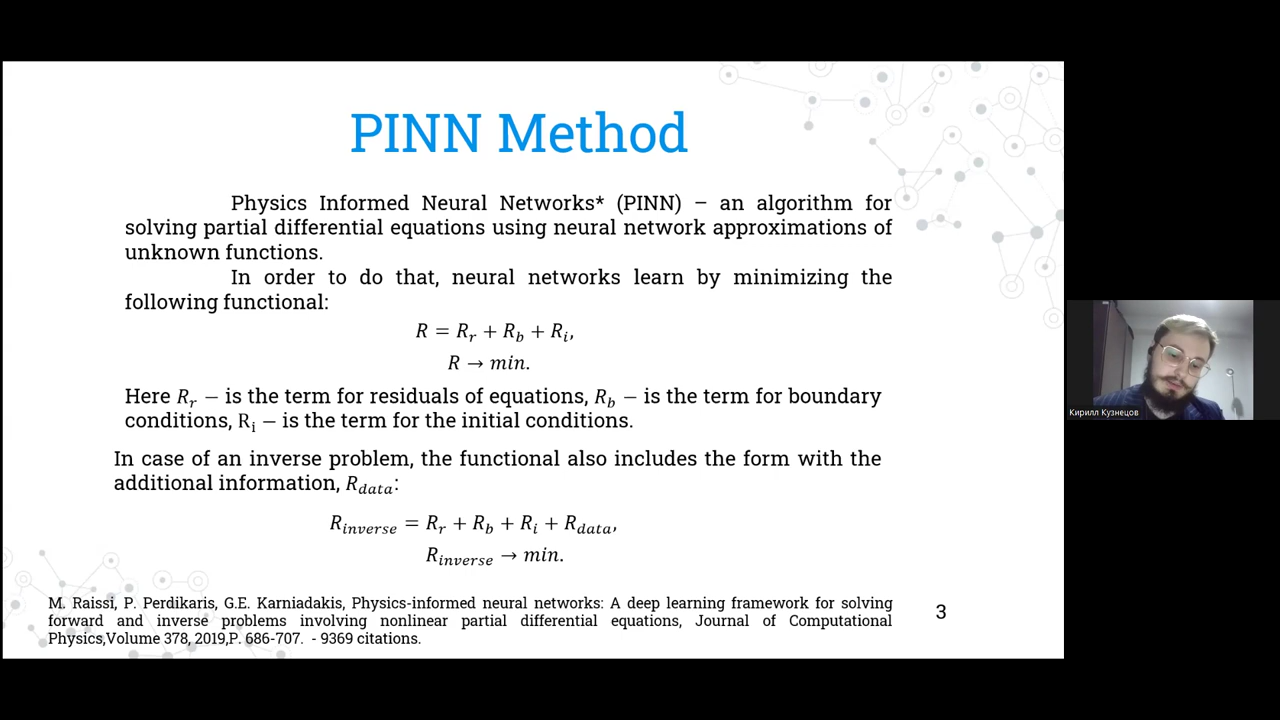 PINN Method
Physics Informed Neural Networks* (PINN) – an algorithm for
solving partial differential equations using neural network approximations of
unknown functions.
In order to do that, neural networks learn by minimizing the
following functional:
R = R_r + R_b + R_i,
R → min.
Here R_r − is the term for residuals of equations, R_b − is the term for boundary
conditions, R_i − is the term for the initial conditions.
In case of an inverse problem, the functional also includes the form with the
additional information, R_data:
R_inverse = R_r + R_b + R_i + R_data,
R_inverse → min.
M. Raissi, P. Perdikaris, G.E. Karniadakis, Physics-informed neural networks: A deep learning framework for solving
forward and inverse problems involving nonlinear partial differential equations, Journal of Computational
Physics,Volume 378, 2019,P. 686-707. - 9369 citations.
3
Кирилл Кузнецов